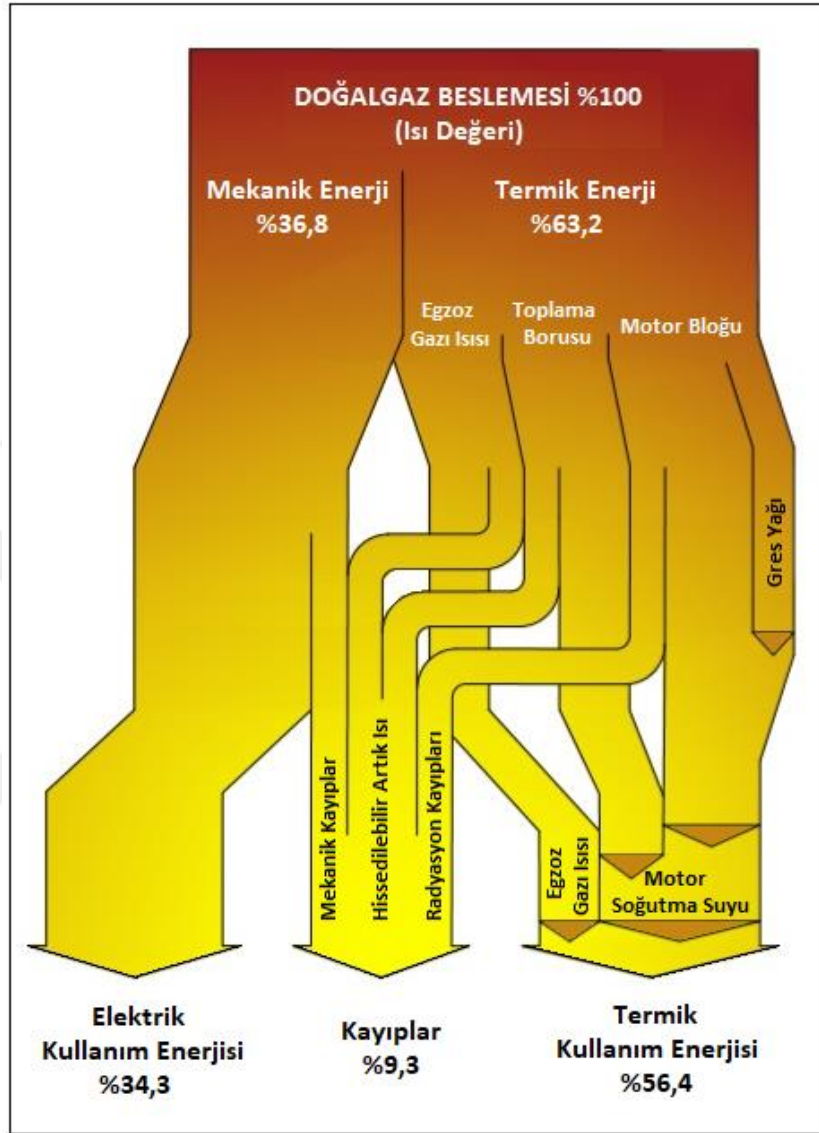 DOĞALGAZ BESLEMESİ %100
(Isı Değeri)
Mekanik Enerji
%36,8
Termik Enerji
%63,2
Egzoz
Gazı Isısı
Toplama
Borusu
Motor Bloğu
Gres Yağı
Mekanik Kayıplar
Hissedilebilir Artık Isı
Radyasyon Kayıpları
Egzoz
Gazı Isısı
Motor
Soğutma Suyu
Elektrik
Kullanım Enerjisi
%34,3
Kayıplar
%9,3
Termik
Kullanım Enerjisi
%56,4